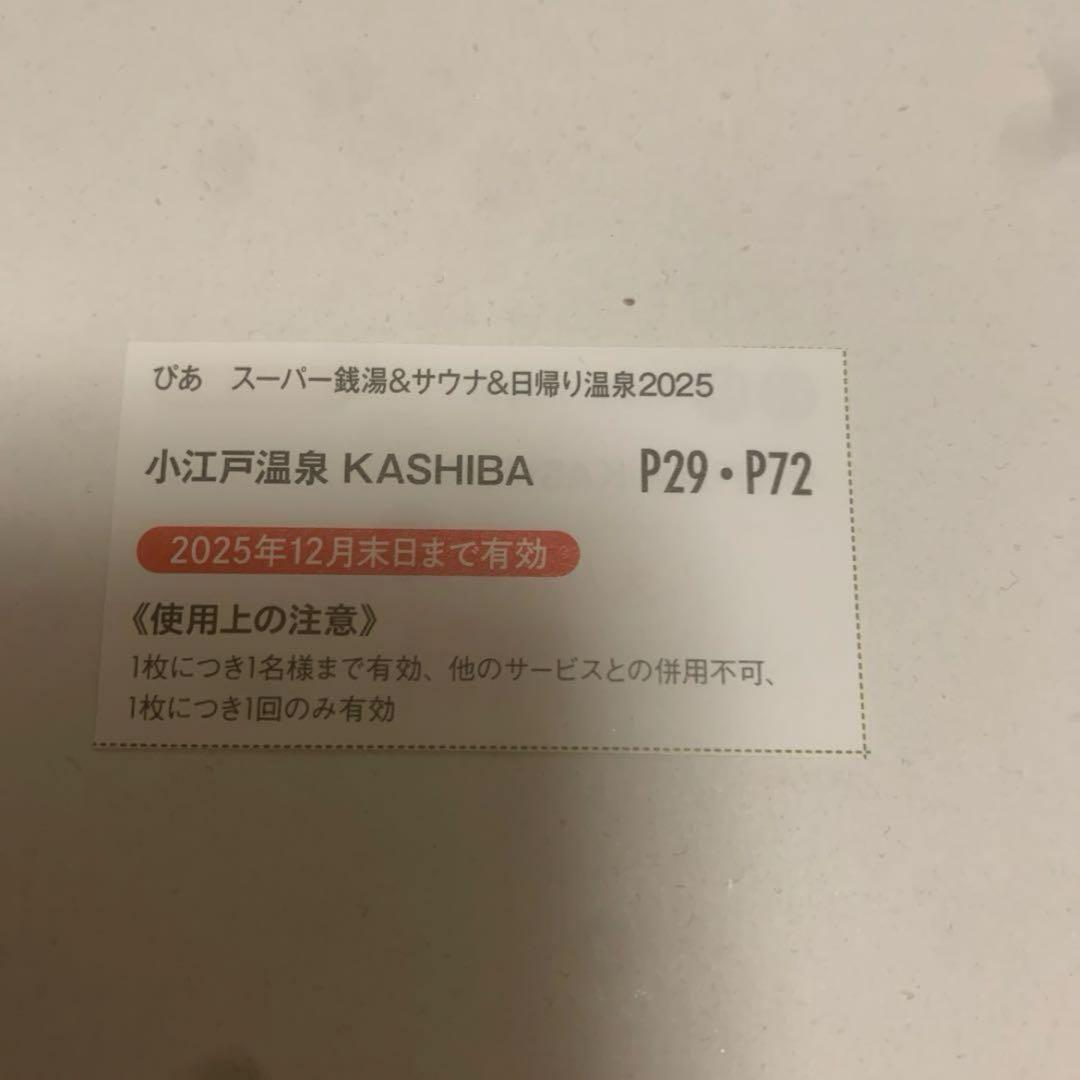 ぴあ　スーパー銭湯&サウナ&日帰り温泉2025
小江戸温泉 KASHIBA　P29・P72
2025年12月末日まで有効
《使用上の注意》
1枚につき1名様まで有効、他のサービスとの併用不可、
1枚につき1回のみ有効